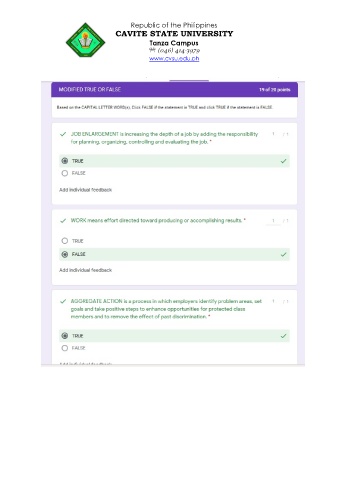 Republic of the Philippines
CAVITE STATE UNIVERSITY
Tanza Campus
☏ (046) 414-3979
www.cvsu.edu.ph
MODIFIED TRUE OR FALSE
19 of 20 points
Based on the CAPITAL LETTER WORD(s). Click FALSE if the statement is TRUE and click TRUE if the statement is FALSE.
JOB ENLARGEMENT is increasing the depth of a job by adding the responsibility
for planning, organizing, controlling and evaluating the job. *
1 / 1
TRUE
FALSE
Add individual feedback
WORK means effort directed toward producing or accomplishing results. *
1 / 1
TRUE
FALSE
Add individual feedback
AGGREGATE ACTION is a process in which employers identify problem areas, set
goals and take positive steps to enhance opportunities for protected class
members and to remove the effect of past discrimination. *
1 / 1
TRUE
FALSE
Add individual feedback